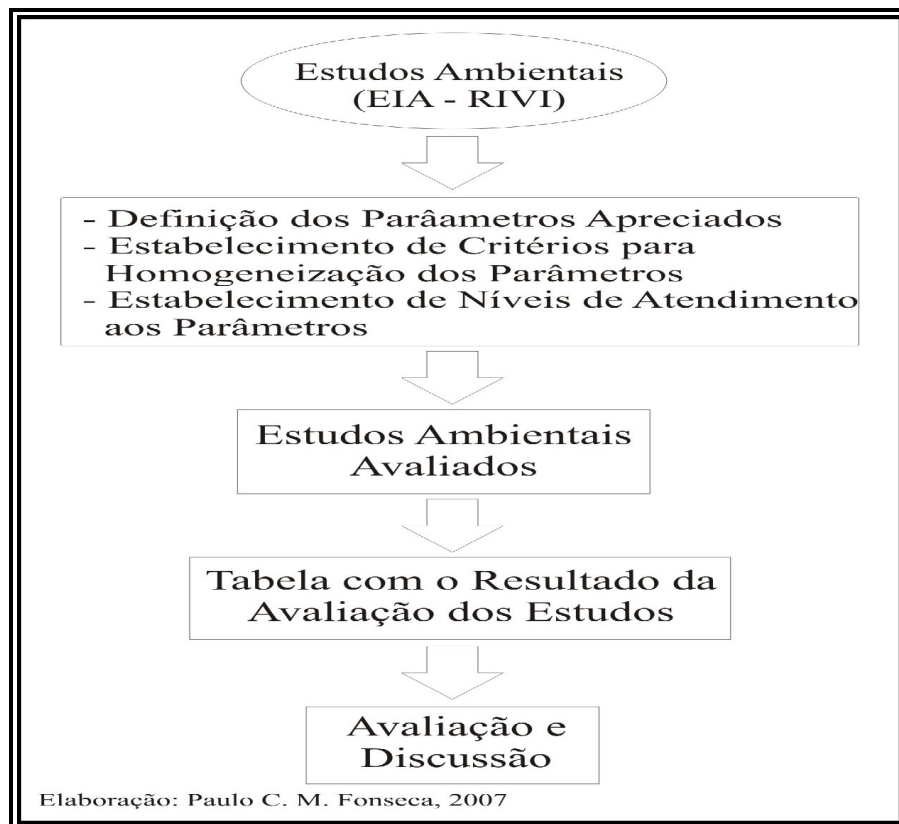 Estudos Ambientais
(EIA - RIVI)
- Definição dos Parâametros Apreciados
- Estabelecimento de Critérios para
Homogeneização dos Parâmetros
- Estabelecimento de Níveis de Atendimento
aos Parâmetros
Estudos Ambientais
Avaliados
Tabela com o Resultado da
Avaliação dos Estudos
Avaliação e
Discussão
Elaboração: Paulo C. M. Fonseca, 2007